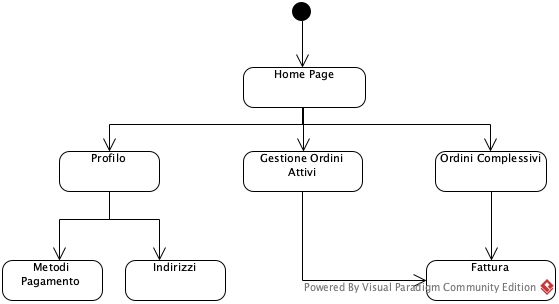 Home Page
Profilo
Gestione Ordini
Attivi
Ordini Complessivi
Metodi
Pagamento
Indirizzi
Fattura
Powered By Visual Paradigm Community Edition